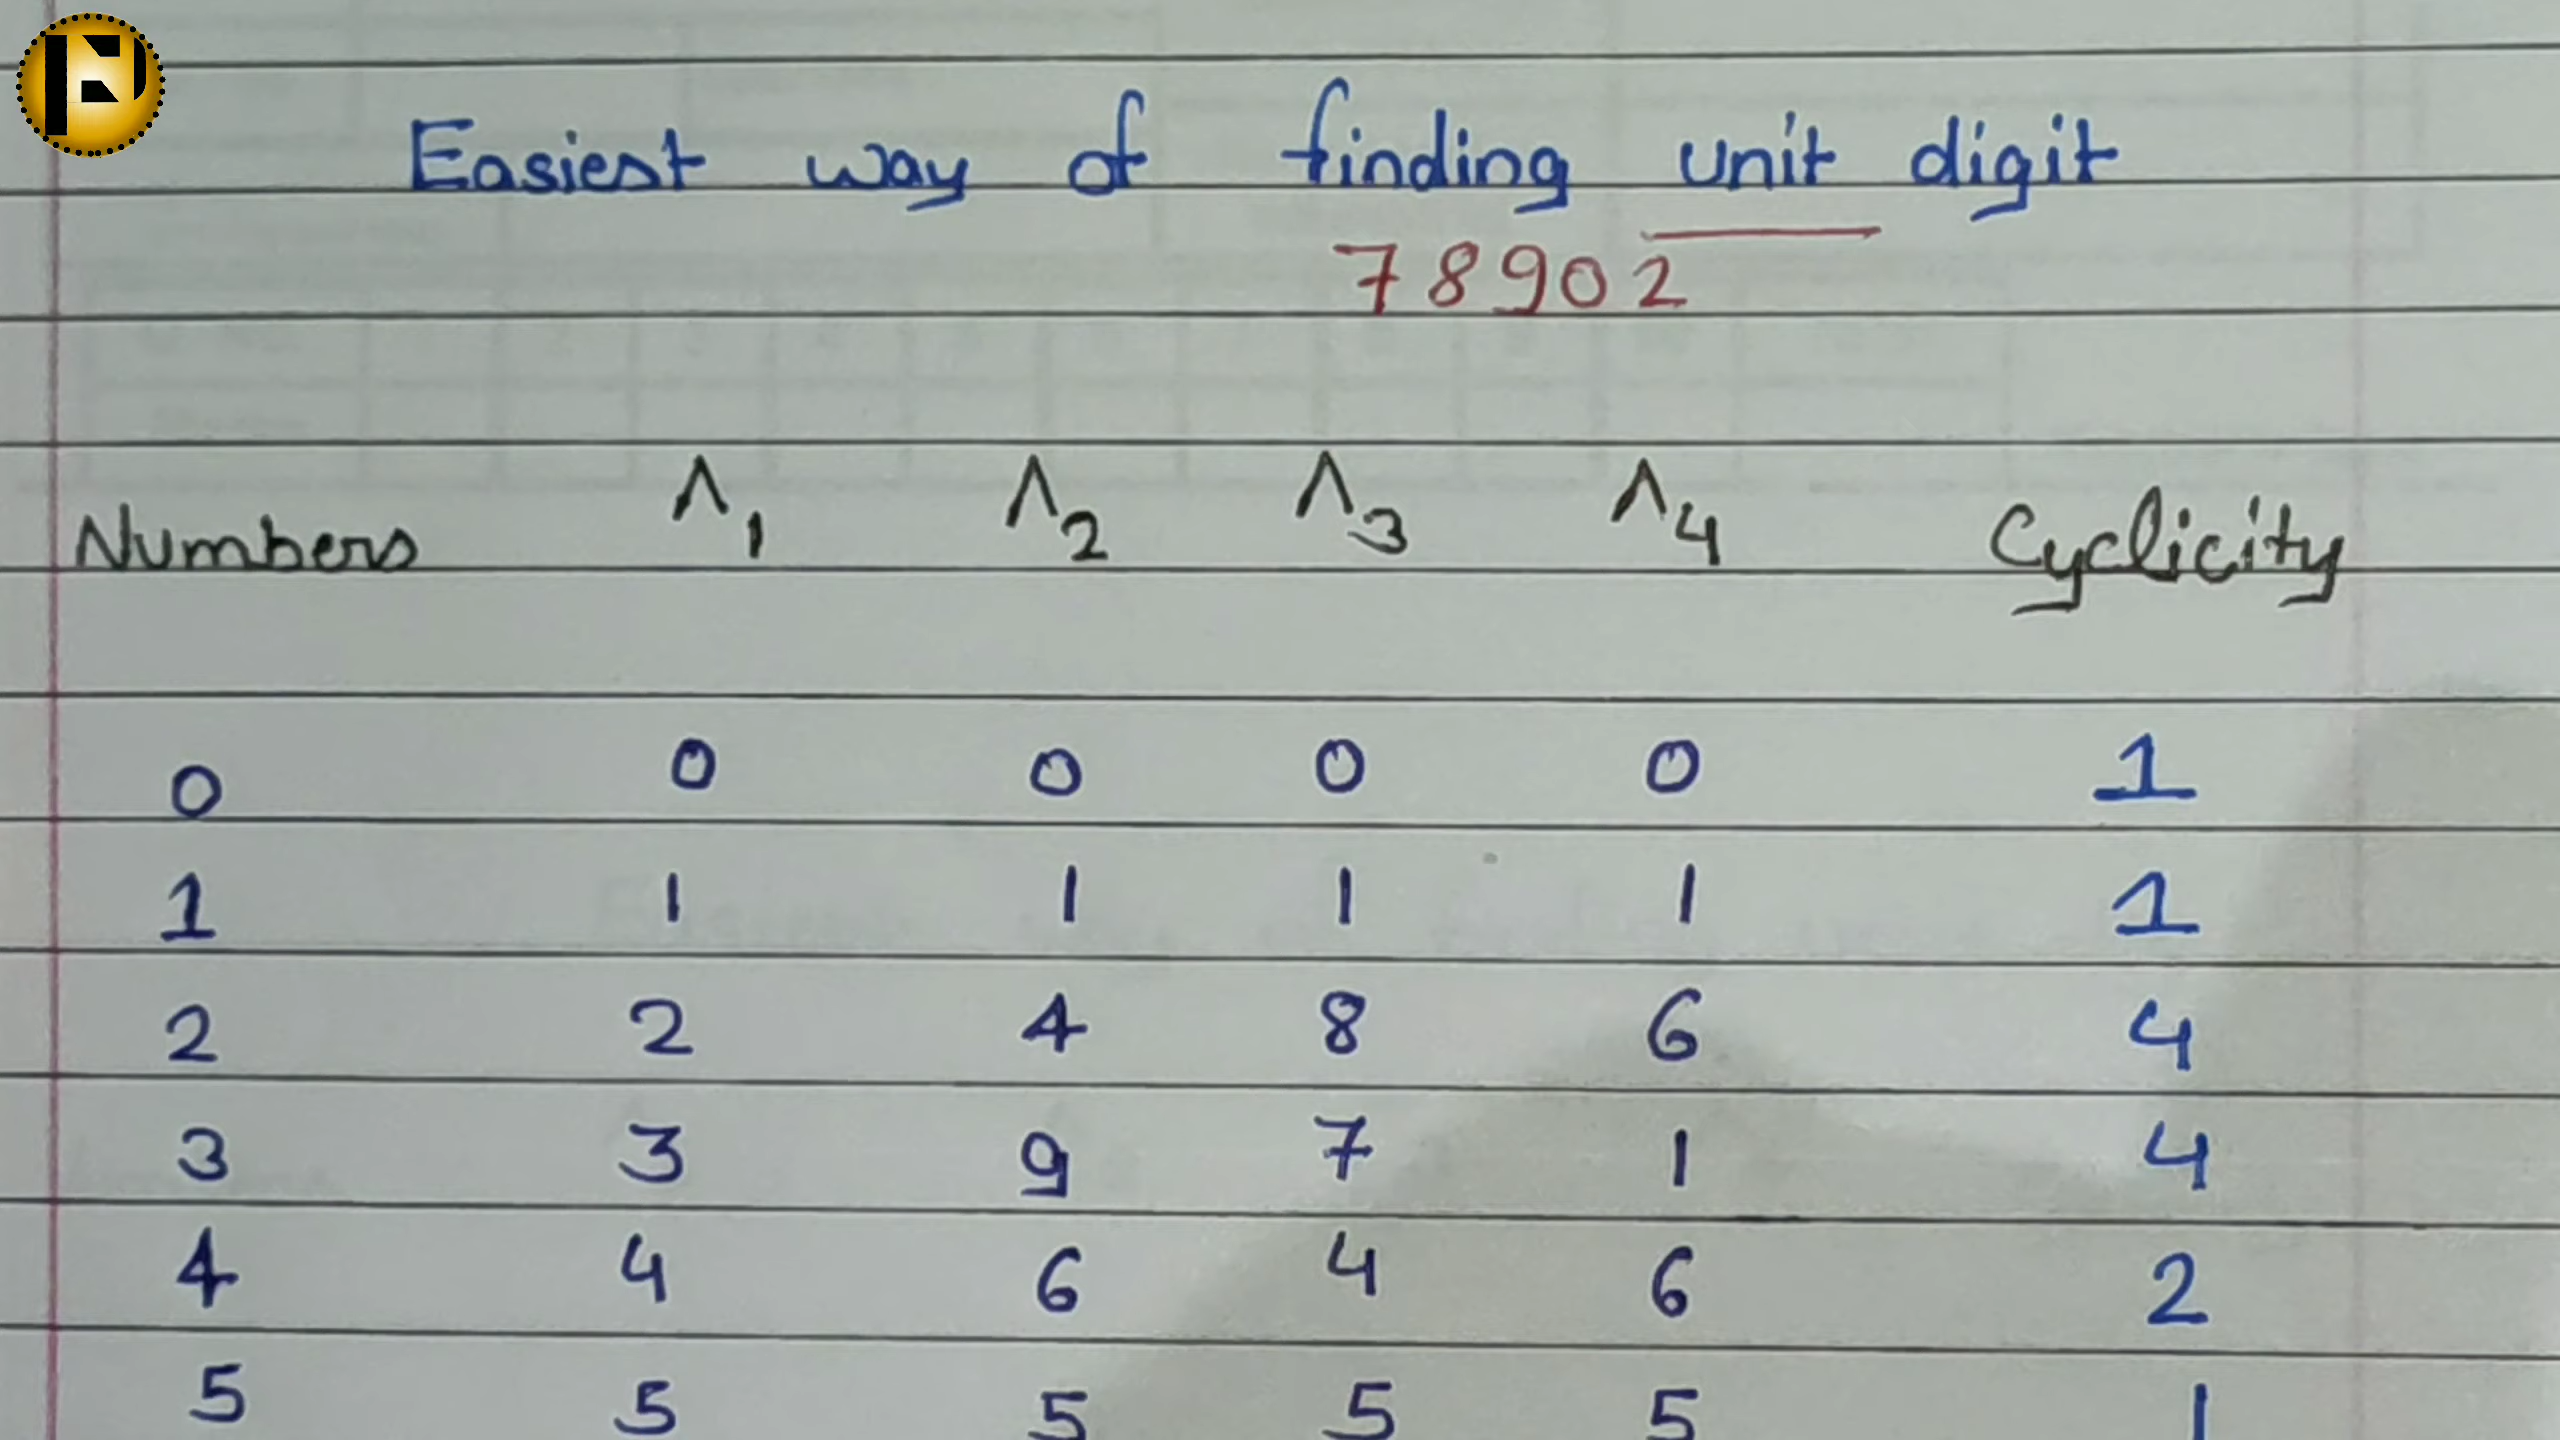 Easiest way of finding unit digit
78902
Numbers ^1 ^2 ^3 ^4 Cyclicity
0 0 0 0 0 1
1 1 1 1 1 1
2 2 4 8 6 4
3 3 9 7 1 4
4 4 6 4 6 2
5 5 5 5 5 1